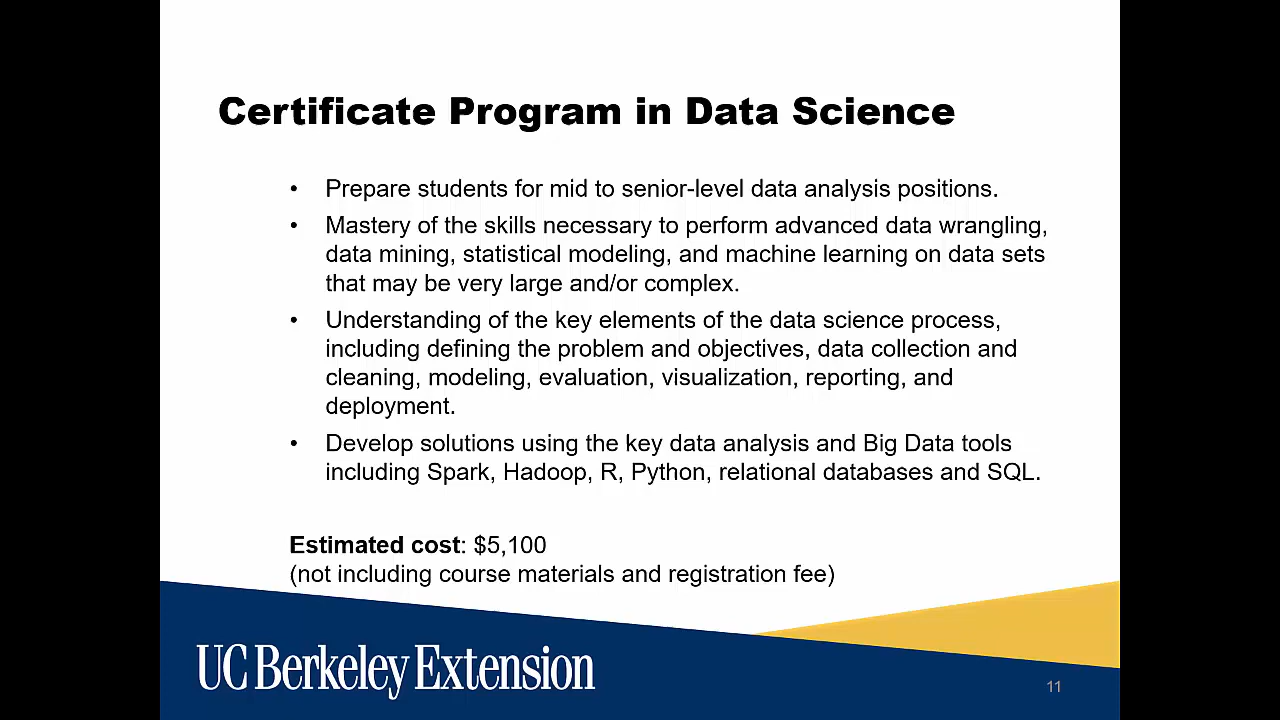 Certificate Program in Data Science
• Prepare students for mid to senior-level data analysis positions.
• Mastery of the skills necessary to perform advanced data wrangling,
data mining, statistical modeling, and machine learning on data sets
that may be very large and/or complex.
• Understanding of the key elements of the data science process,
including defining the problem and objectives, data collection and
cleaning, modeling, evaluation, visualization, reporting, and
deployment.
• Develop solutions using the key data analysis and Big Data tools
including Spark, Hadoop, R, Python, relational databases and SQL.
Estimated cost: $5,100
(not including course materials and registration fee)
UC Berkeley Extension
11